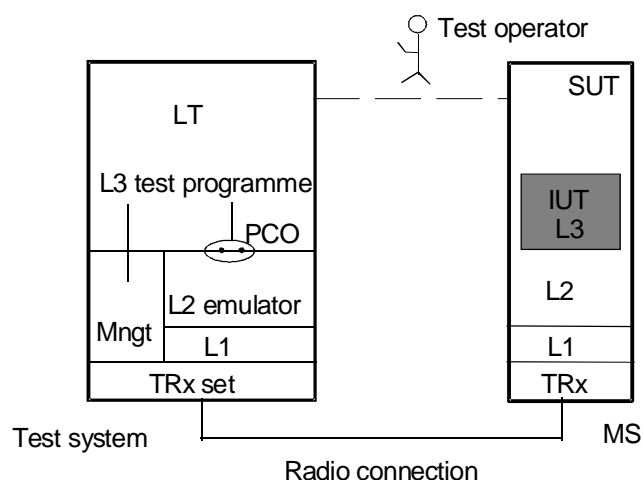 Test operator
SUT
LT
L3 test programme
IUT
L3
PCO
L2 emulator
L2
Mngt
L1
L1
TRx set
TRx
Test system
MS
Radio connection